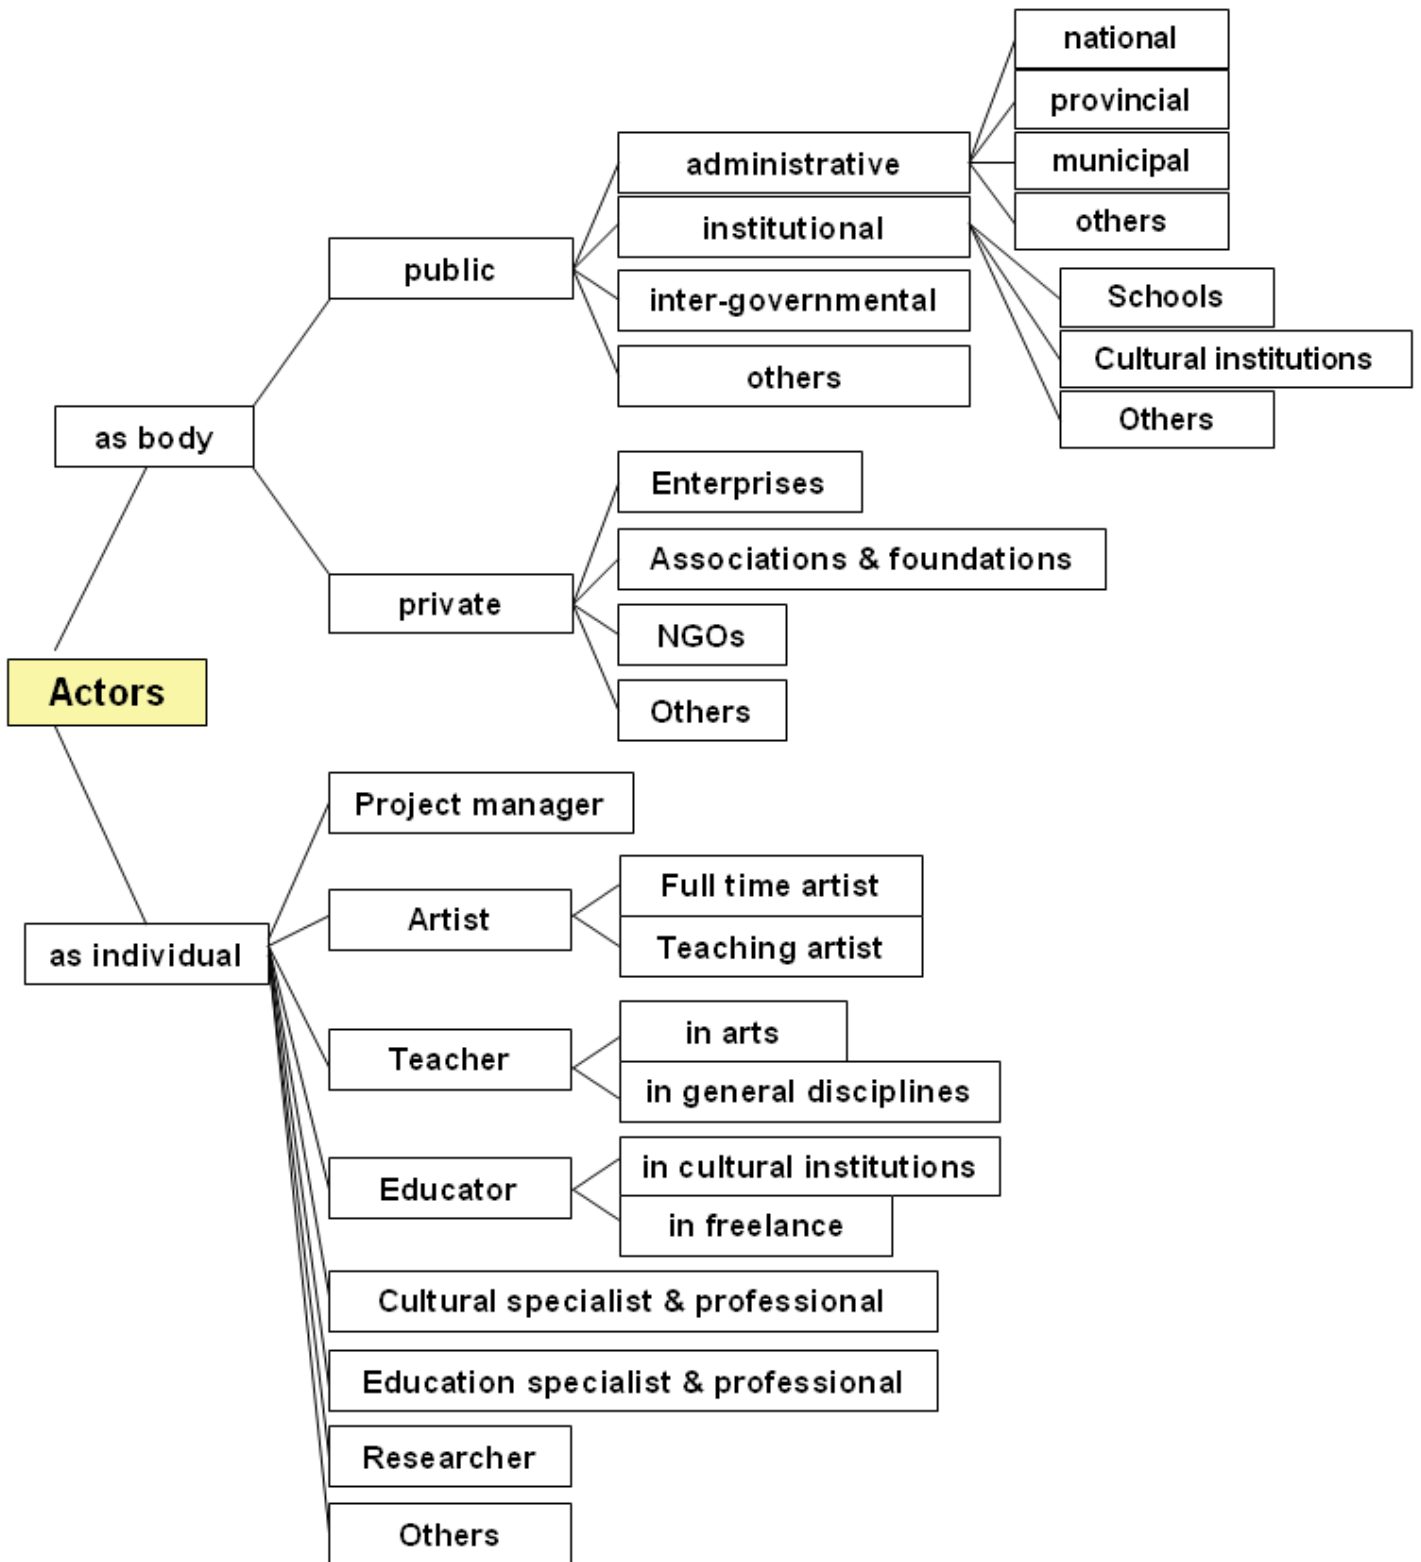 national
provincial
administrative
municipal
institutional
others
public
inter-governmental
Schools
Cultural institutions
others
Others
as body
Enterprises
Associations & foundations
private
NGOs
Actors
Others
Project manager
Full time artist
Artist
Teaching artist
as individual
in arts
Teacher
in general disciplines
in cultural institutions
Educator
in freelance
Cultural specialist & professional
Education specialist & professional
Researcher
Others